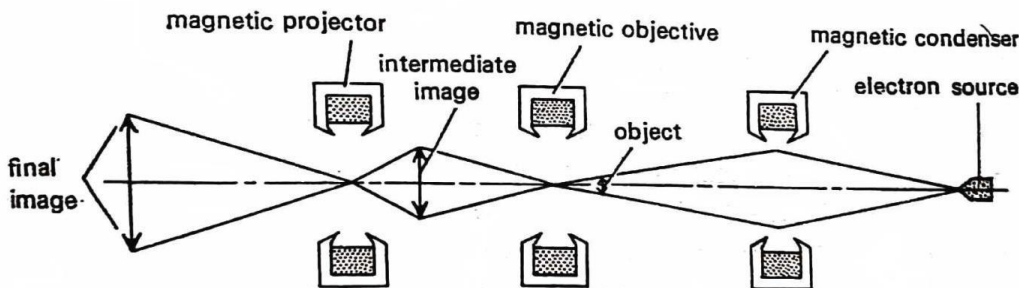 magnetic projector
intermediate
image
magnetic objective
object
magnetic condenser
electron source
final
image